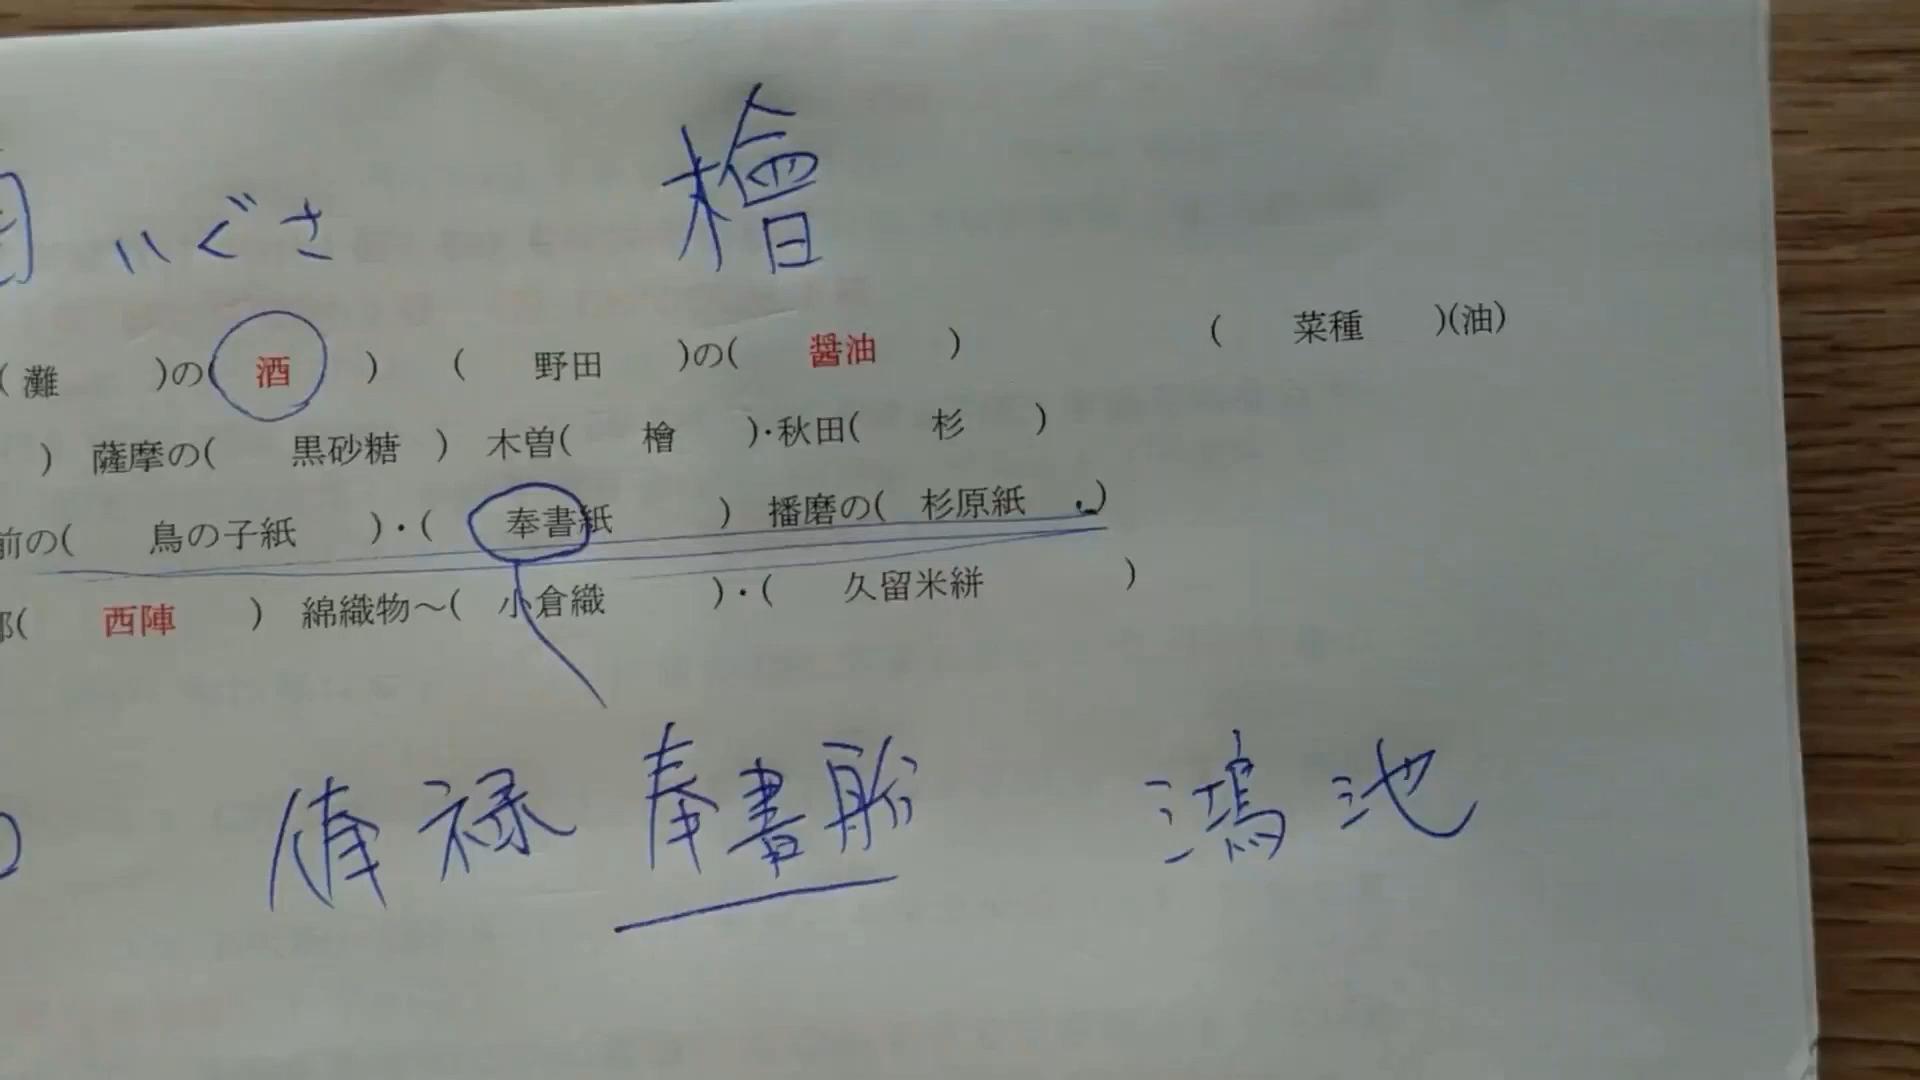 いぐさ 檜
(灘 )の( 酒 ) ( 野田 )の( 醤油 ) ( 菜種 )(油)
) 薩摩の( 黒砂糖 ) 木曽( 檜 )・秋田( 杉 )
前の( 鳥の子紙 )・( 奉書紙 ) 播磨の( 杉原紙 )
( 西陣 ) 綿織物～( 小倉織 )・( 久留米絣 )
俸禄 奉書船 鴻池